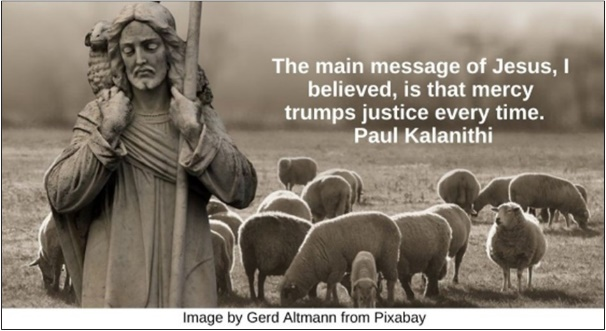 The main message of Jesus, I
believed, is that mercy
trumps justice every time.
Paul Kalanithi
Image by Gerd Altmann from Pixabay